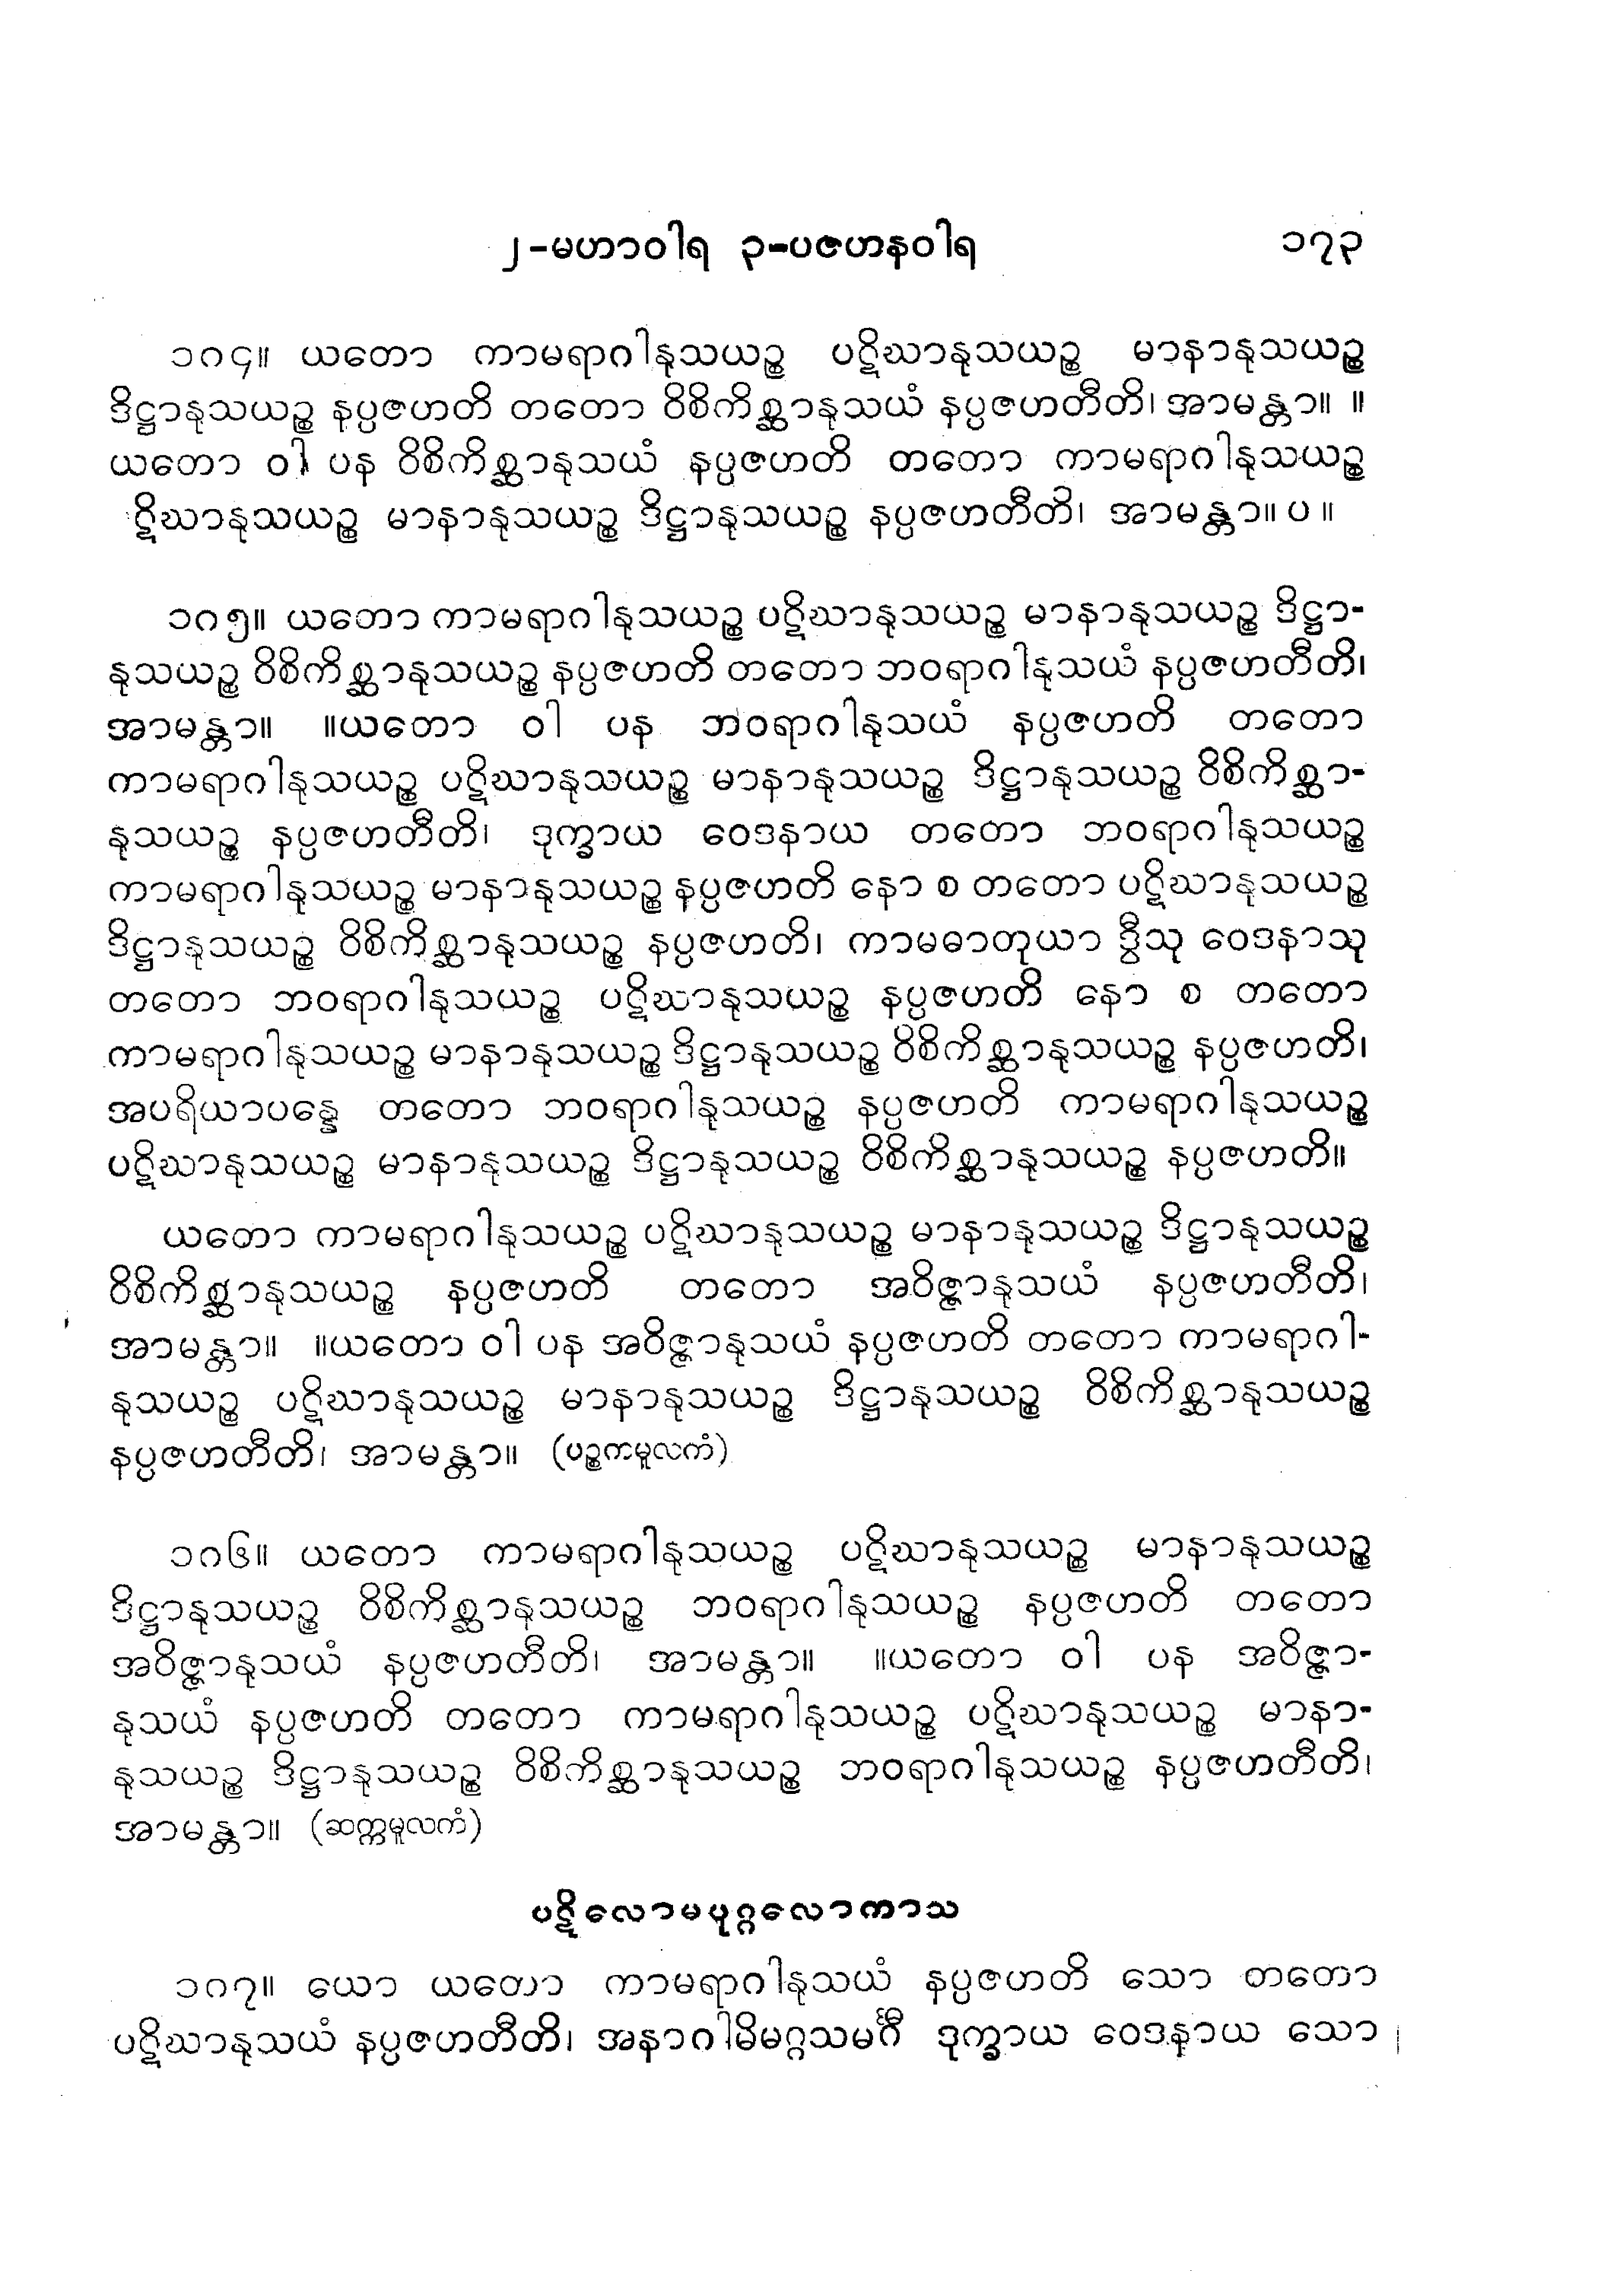 ၂-မဟာဝါရ ၃-ပဇဟနဝါရ ၁၇၃
၁၀၄။ ယတော ကာမရာဂါနုသယဉ္စ ပဋိဃာနုသယဉ္စ မာနာနုသယဉ္စ
ဒိဋ္ဌာနုသယဉ္စ နပ္ပဇဟတိ တတော ဝိစိကိစ္ဆာနုသယံ နပ္ပဇဟတီတိ၊ အာမန္တာ။ ။
ယတော ဝါ ပန ဝိစိကိစ္ဆာနုသယံ နပ္ပဇဟတိ တတော ကာမရာဂါနုသယဉ္စ
ဋိဃာနုသယဉ္စ မာနာနုသယဉ္စ ဒိဋ္ဌာနုသယဉ္စ နပ္ပဇဟတီတိ၊ အာမန္တာ။ ပ ။
၁၀၅။ ယတော ကာမရာဂါနုသယဉ္စ ပဋိဃာနုသယဉ္စ မာနာနုသယဉ္စ ဒိဋ္ဌာ-
နုသယဉ္စ ဝိစိကိစ္ဆာနုသယဉ္စ နပ္ပဇဟတိ တတော ဘဝရာဂါနုသယံ နပ္ပဇဟတီတိ၊
အာမန္တာ။ ။ယတော ဝါ ပန ဘဝရာဂါနုသယံ နပ္ပဇဟတိ တတော
ကာမရာဂါနုသယဉ္စ ပဋိဃာနုသယဉ္စ မာနာနုသယဉ္စ ဒိဋ္ဌာနုသယဉ္စ ဝိစိကိစ္ဆာ-
နုသယဉ္စ နပ္ပဇဟတီတိ၊ ဒုက္ခာယ ဝေဒနာယ တတော ဘဝရာဂါနုသယဉ္စ
ကာမရာဂါနုသယဉ္စ မာနာနုသယဉ္စ နပ္ပဇဟတိ နော စ တတော ပဋိဃာနုသယဉ္စ
ဒိဋ္ဌာနုသယဉ္စ ဝိစိကိစ္ဆာနုသယဉ္စ နပ္ပဇဟတိ၊ ကာမဓာတုယာ ဒွီသု ဝေဒနာသု
တတော ဘဝရာဂါနုသယဉ္စ ပဋိဃာနုသယဉ္စ နပ္ပဇဟတိ နော စ တတော
ကာမရာဂါနုသယဉ္စ မာနာနုသယဉ္စ ဒိဋ္ဌာနုသယဉ္စ ဝိစိကိစ္ဆာနုသယဉ္စ နပ္ပဇဟတိ၊
အပရိယာပန္နေ တတော ဘဝရာဂါနုသယဉ္စ နပ္ပဇဟတိ ကာမရာဂါနုသယဉ္စ
ပဋိဃာနုသယဉ္စ မာနာနုသယဉ္စ ဒိဋ္ဌာနုသယဉ္စ ဝိစိကိစ္ဆာနုသယဉ္စ နပ္ပဇဟတိ။
ယတော ကာမရာဂါနုသယဉ္စ ပဋိဃာနုသယဉ္စ မာနာနုသယဉ္စ ဒိဋ္ဌာနုသယဉ္စ
ဝိစိကိစ္ဆာနုသယဉ္စ နပ္ပဇဟတိ တတော အဝိဇ္ဇာနုသယံ နပ္ပဇဟတီတိ၊
အာမန္တာ။ ။ယတော ဝါ ပန အဝိဇ္ဇာနုသယံ နပ္ပဇဟတိ တတော ကာမရာဂါ-
နုသယဉ္စ ပဋိဃာနုသယဉ္စ မာနာနုသယဉ္စ ဒိဋ္ဌာနုသယဉ္စ ဝိစိကိစ္ဆာနုသယဉ္စ
နပ္ပဇဟတီတိ၊ အာမန္တာ။ (ပဉ္စကမူလကံ)
၁၀၆။ ယတော ကာမရာဂါနုသယဉ္စ ပဋိဃာနုသယဉ္စ မာနာနုသယဉ္စ
ဒိဋ္ဌာနုသယဉ္စ ဝိစိကိစ္ဆာနုသယဉ္စ ဘဝရာဂါနုသယဉ္စ နပ္ပဇဟတိ တတော
အဝိဇ္ဇာနုသယံ နပ္ပဇဟတီတိ၊ အာမန္တာ။ ။ယတော ဝါ ပန အဝိဇ္ဇာ-
နုသယံ နပ္ပဇဟတိ တတော ကာမရာဂါနုသယဉ္စ ပဋိဃာနုသယဉ္စ မာနာ-
နုသယဉ္စ ဒိဋ္ဌာနုသယဉ္စ ဝိစိကိစ္ဆာနုသယဉ္စ ဘဝရာဂါနုသယဉ္စ နပ္ပဇဟတီတိ၊
အာမန္တာ။ (ဆက္ကမူလကံ)
ပဋိလောမပုဂ္ဂလောကာသ
၁၀၇။ ယော ယတော ကာမရာဂါနုသယံ နပ္ပဇဟတိ သော တတော
ပဋိဃာနုသယံ နပ္ပဇဟတီတိ၊ အနာဂါမိမဂ္ဂသမင်္ဂီ ဒုက္ခာယ ဝေဒနာယ သော